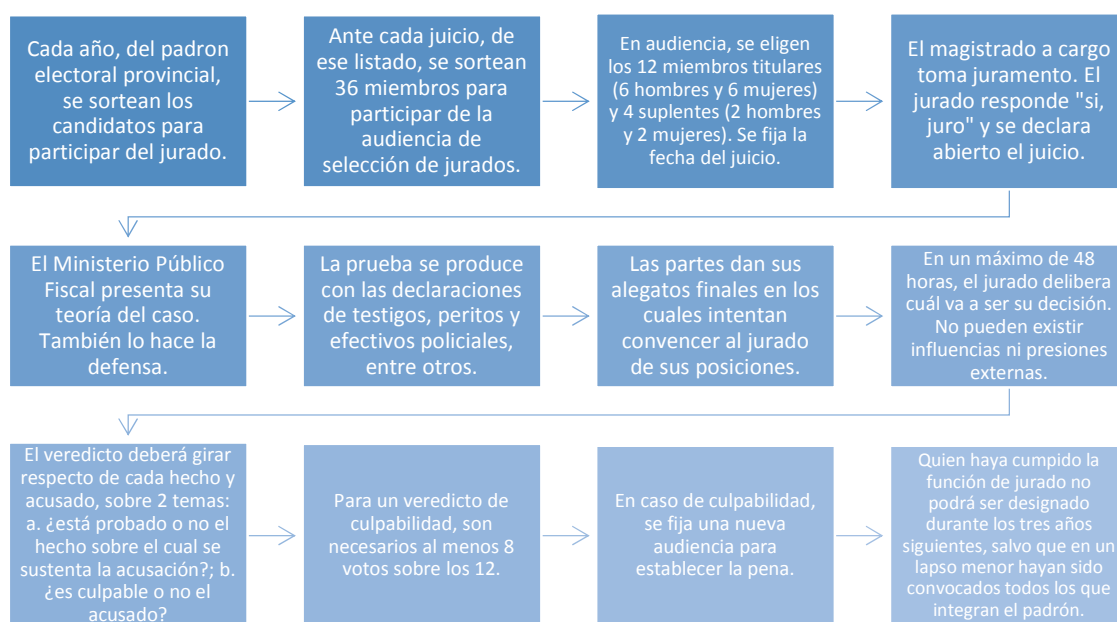 Cada año, del padron
electoral provincial,
se sortean los
candidatos para
participar del jurado.
Ante cada juicio, de
ese listado, se sortean
36 miembros para
participar de la
audiencia de
selección de jurados.
En audiencia, se eligen
los 12 miembros titulares
(6 hombres y 6 mujeres)
y 4 suplentes (2 hombres
y 2 mujeres). Se fija la
fecha del juicio.
El magistrado a cargo
toma juramento. El
jurado responde "si,
juro" y se declara
abierto el juicio.
El Ministerio Público
Fiscal presenta su
teoría del caso.
También lo hace la
defensa.
La prueba se produce
con las declaraciones
de testigos, peritos y
efectivos policiales,
entre otros.
Las partes dan sus
alegatos finales en los
cuales intentan
convencer al jurado
de sus posiciones.
En un máximo de 48
horas, el jurado delibera
cuál va a ser su decisión.
No pueden existir
influencias ni presiones
externas.
El veredicto deberá girar
respecto de cada hecho y
acusado, sobre 2 temas:
a. ¿está probado o no el
hecho sobre el cual se
sustenta la acusación?; b.
¿es culpable o no el
acusado?
Para un veredicto de
culpabilidad, son
necesarios al menos 8
votos sobre los 12.
En caso de culpabilidad,
se fija una nueva
audiencia para
establecer la pena.
Quien haya cumplido la
función de jurado no
podrá ser designado
durante los tres años
siguientes, salvo que en un
lapso menor hayan sido
convocados todos los que
integran el padrón.